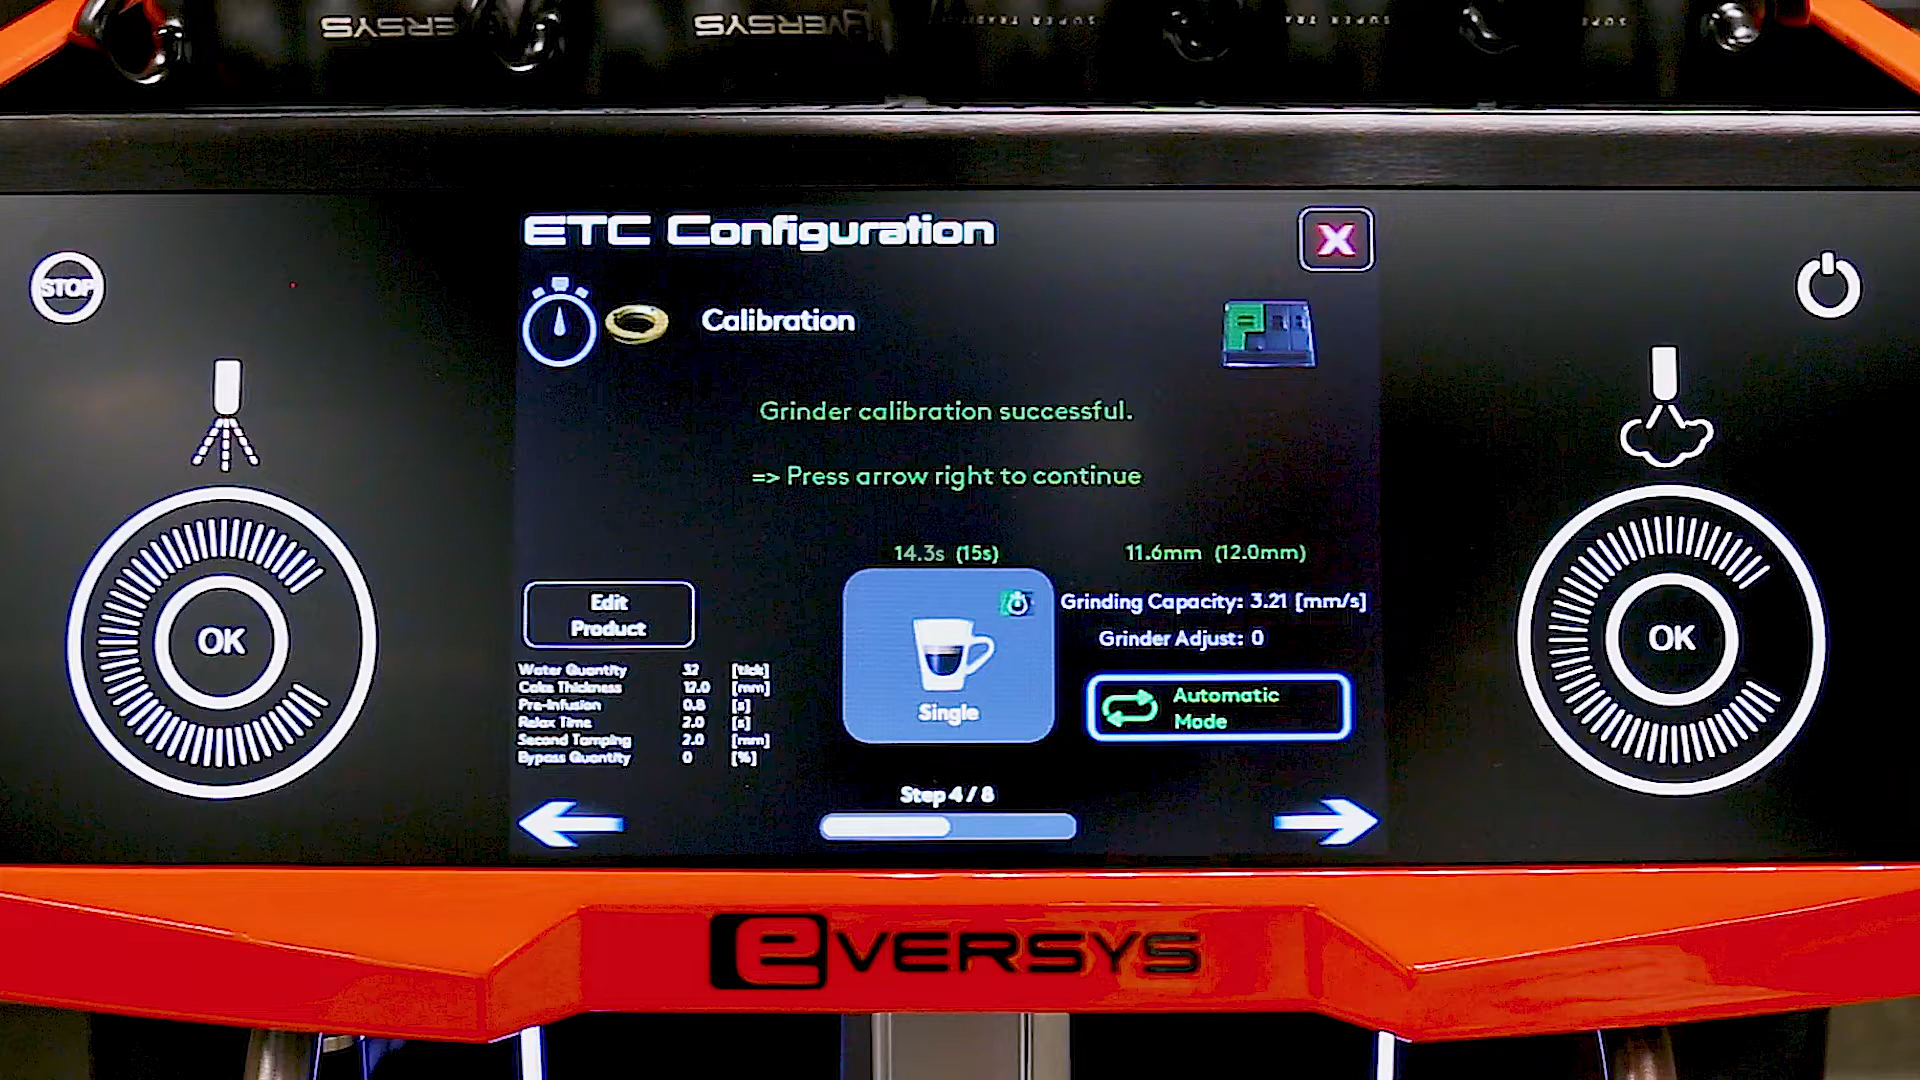 ETC Configuration
X
STOP
Calibration
Grinder calibration successful.
=> Press arrow right to continue
14.3s (15s)
11.6mm (12.0mm)
Edit
Product
Grinding Capacity: 3.21 [mm/s]
Grinder Adjust: 0
OK
OK
Water Quantity 32 [tick]
Cake Thickness 12.0 [mm]
Pre-Infusion 0.8 [s]
Relax Time 2.0 [s]
Second Tamping 2.0 [mm]
Bypass Quantity 0 [%]
Single
Automatic
Mode
Step 4 / 8
eVERSYS